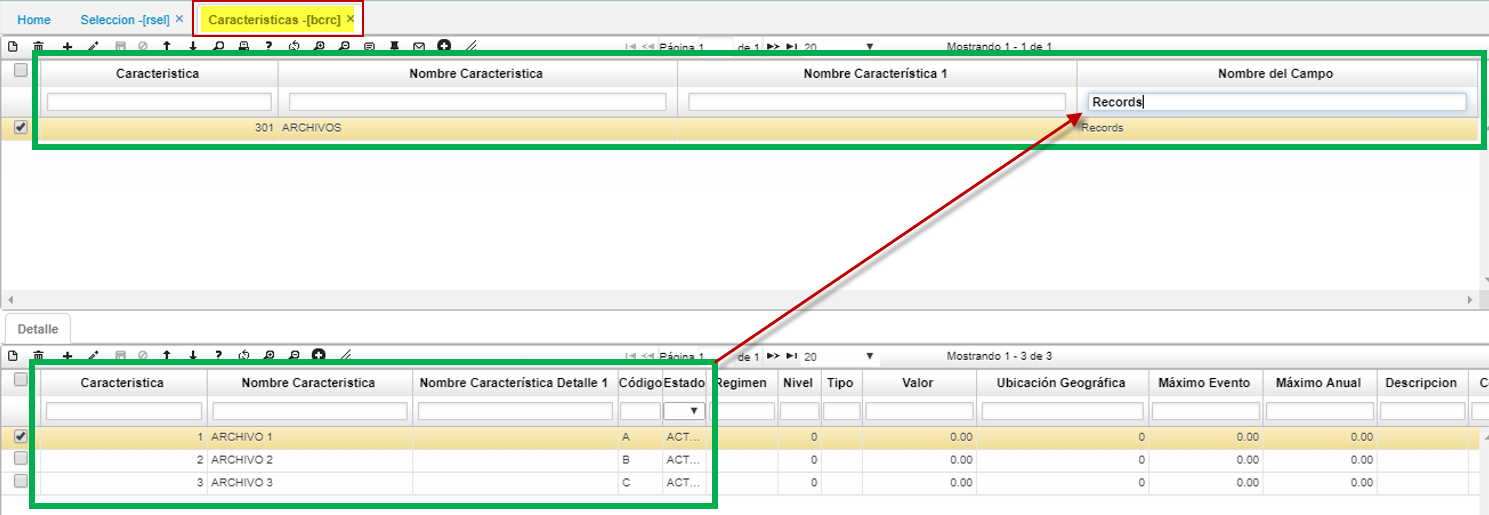 Home Seleccion -[rsel] × Caracteristicas -[bcrc] ×
Página 1 de 1 20 Mostrando 1 - 1 de 1
Caracteristica Nombre Caracteristica Nombre Característica 1 Nombre del Campo
Records
301 ARCHIVOS Records
Detalle
Página 1 de 1 20 Mostrando 1 - 3 de 3
Caracteristica Nombre Caracteristica Nombre Característica Detalle 1 Código Estado Regimen Nivel Tipo Valor Ubicación Geográfica Máximo Evento Máximo Anual Descripcion
1 ARCHIVO 1 A ACT... 0 0.00 0 0.00 0.00
2 ARCHIVO 2 B ACT... 0 0.00 0 0.00 0.00
3 ARCHIVO 3 C ACT... 0 0.00 0 0.00 0.00